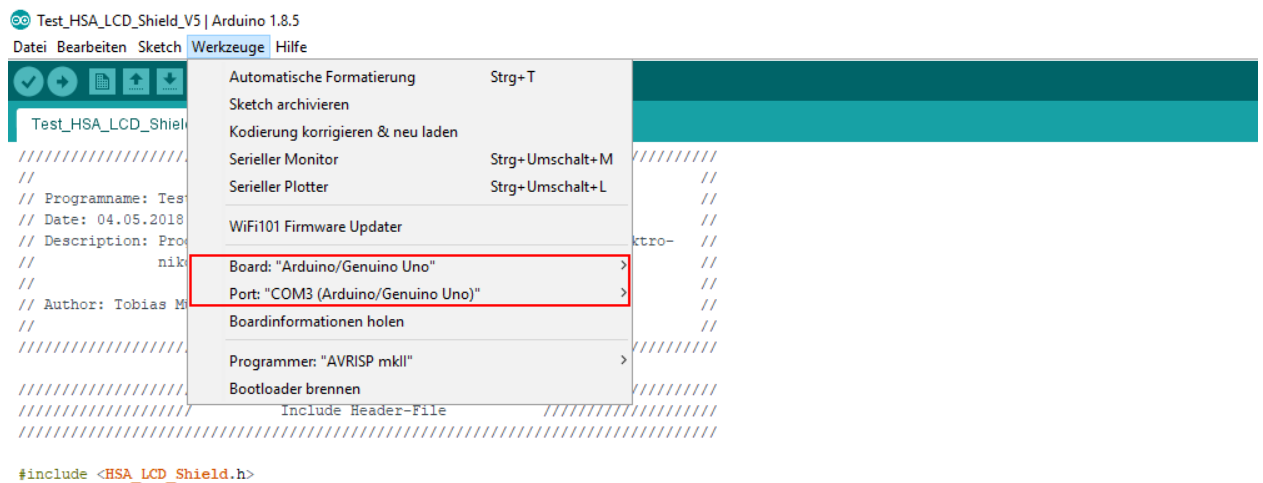 Test_HSA_LCD_Shield_V5 | Arduino 1.8.5
Datei Bearbeiten Sketch Werkzeuge Hilfe
Automatische Formatierung Strg+T
Sketch archivieren
Test_HSA_LCD_Shiel
Kodierung korrigieren & neu laden
/////////////////// Serieller Monitor Strg+Umschalt+M //////////
// Serieller Plotter Strg+Umschalt+L //
// Programname: Tes //
// Date: 04.05.2018 WiFi101 Firmware Updater //
// Description: Pro ktro- //
// nik Board: "Arduino/Genuino Uno" > //
// Port: "COM3 (Arduino/Genuino Uno)" > //
// Author: Tobias M //
// Boardinformationen holen //
/////////////////// //////////
Programmer: "AVRISP mkII" >
/////////////////// Bootloader brennen //////////
//////////////////// Include Header-File ////////////////////
////////////////////////////////////////////////////////////////////////////////
#include <HSA_LCD_Shield.h>